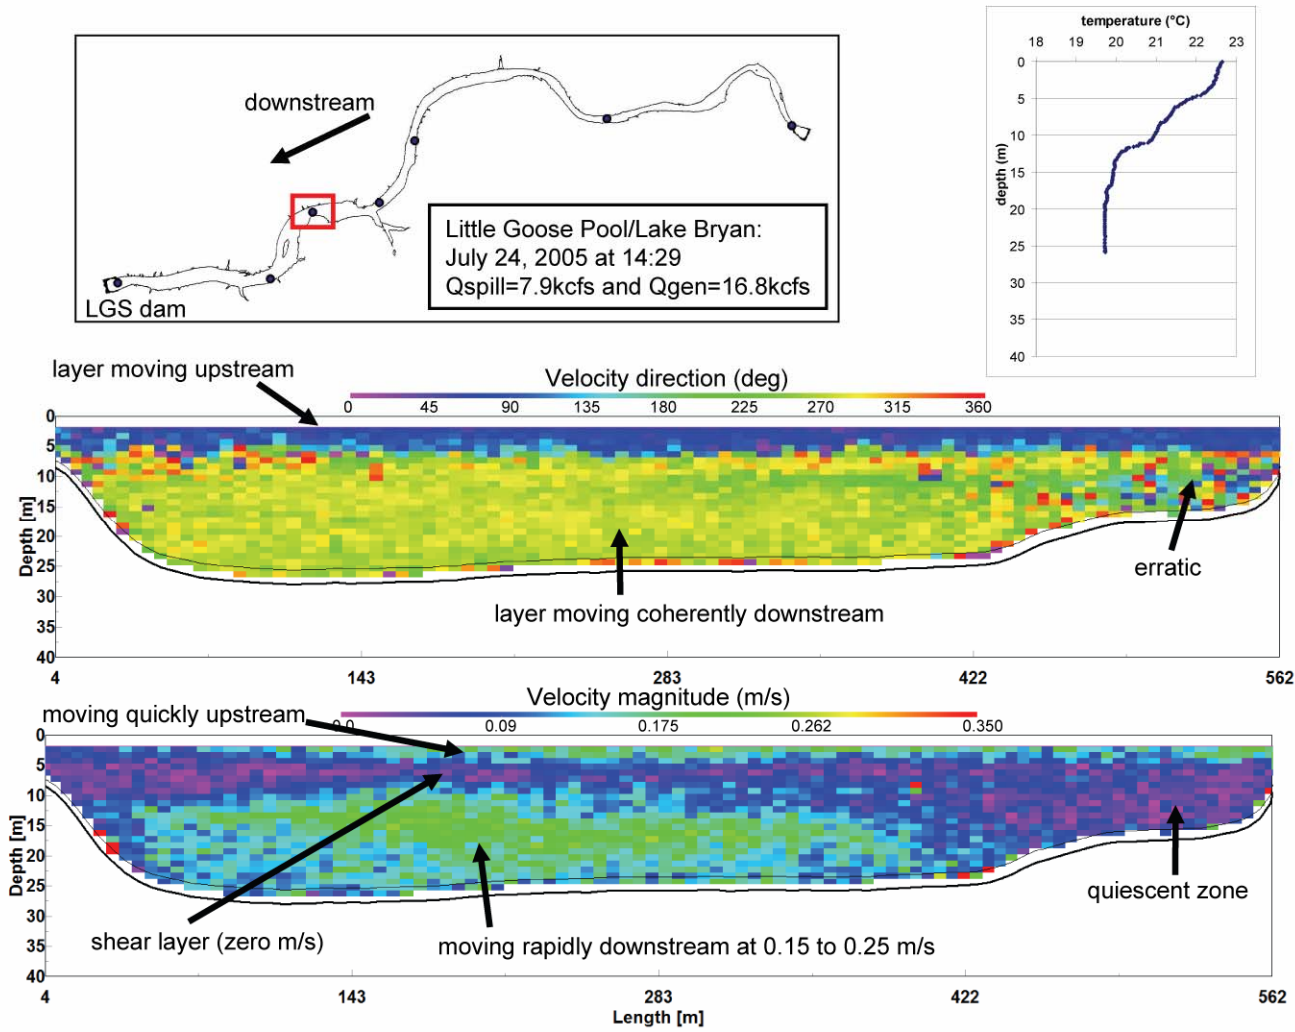 downstream
LGS dam
Little Goose Pool/Lake Bryan:
July 24, 2005 at 14:29
Qspill=7.9kcfs and Qgen=16.8kcfs
temperature (°C)
18 19 20 21 22 23
depth (m)
0
5
10
15
20
25
30
35
40
layer moving upstream
Velocity direction (deg)
0 45 90 135 180 225 270 315 360
Depth [m]
0
5
10
15
20
25
30
35
40
erratic
layer moving coherently downstream
4 143 283 422 562
Velocity magnitude (m/s)
moving quickly upstream
0.0 0.09 0.175 0.262 0.350
Depth [m]
0
5
10
15
20
25
30
35
40
quiescent zone
shear layer (zero m/s)
moving rapidly downstream at 0.15 to 0.25 m/s
4 143 283 422 562
Length [m]